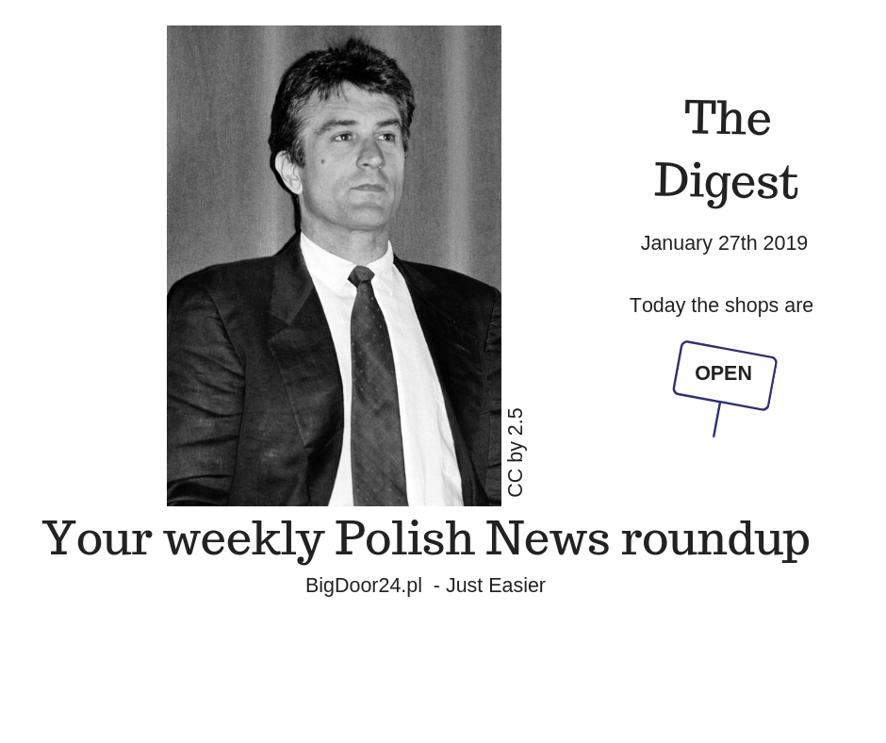 The
Digest
January 27th 2019
Today the shops are
OPEN
CC by 2.5
Your weekly Polish News roundup
BigDoor24.pl - Just Easier